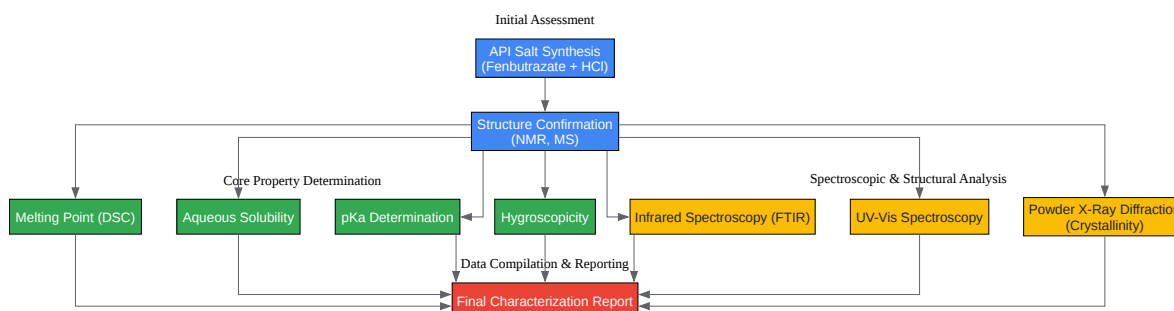 Initial Assessment
API Salt Synthesis
(Fenbutrazate + HCl)
Structure Confirmation
(NMR, MS)
Core Property Determination
Spectroscopic & Structural Analysis
Melting Point (DSC)
Aqueous Solubility
pKa Determination
Hygroscopicity
Infrared Spectroscopy (FTIR)
UV-Vis Spectroscopy
Powder X-Ray Diffraction
(Crystallinity)
Data Compilation & Reporting
Final Characterization Report